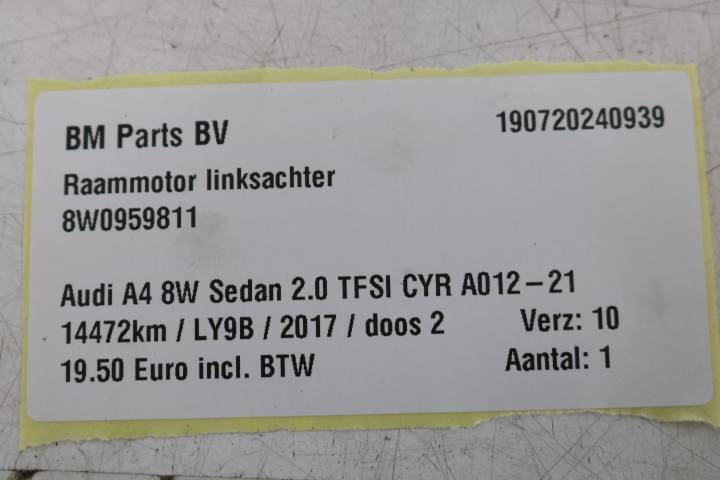 BM Parts BV 190720240939
Raammotor linksachter
8W0959811
Audi A4 8W Sedan 2.0 TFSI CYR A012-21
14472km / LY9B / 2017 / doos 2 Verz: 10
19.50 Euro incl. BTW Aantal: 1